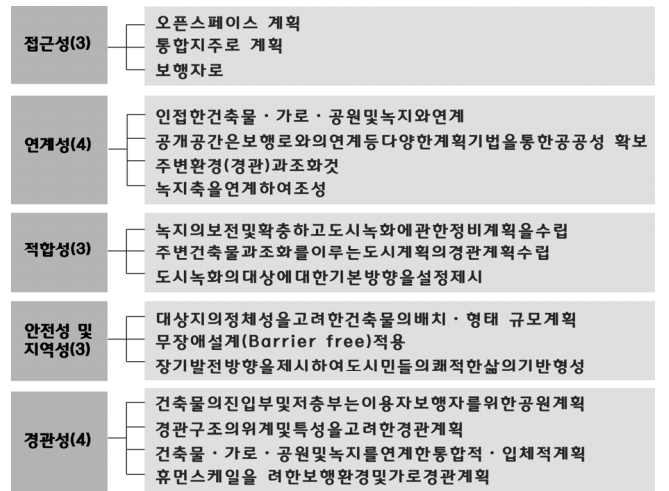 접근성(3)
오픈스페이스 계획
통합지주로 계획
보행자로
연계성(4)
인접한건축물・가로・공원및녹지와연계
공개공간은보행로와의연계등다양한계획기법을통한공공성 확보
주변환경(경관)과조화것
녹지축을연계하여조성
적합성(3)
녹지의보전및확충하고도시녹화에관한정비계획을수립
주변건축물과조화를이루는도시계획의경관계획수립
도시녹화의대상에대한기본방향을설정제시
안전성 및
지역성(3)
대상지의정체성을고려한건축물의배치・형태 규모계획
무장애설계(Barrier free)적용
장기발전방향을제시하여도시민들의쾌적한삶의기반형성
경관성(4)
건축물의진입부및저층부는이용자보행자를위한공원계획
경관구조의위계및특성을고려한경관계획
건축물・가로・공원및녹지를연계한통합적・입체적계획
휴먼스케일을 려한보행환경및가로경관계획